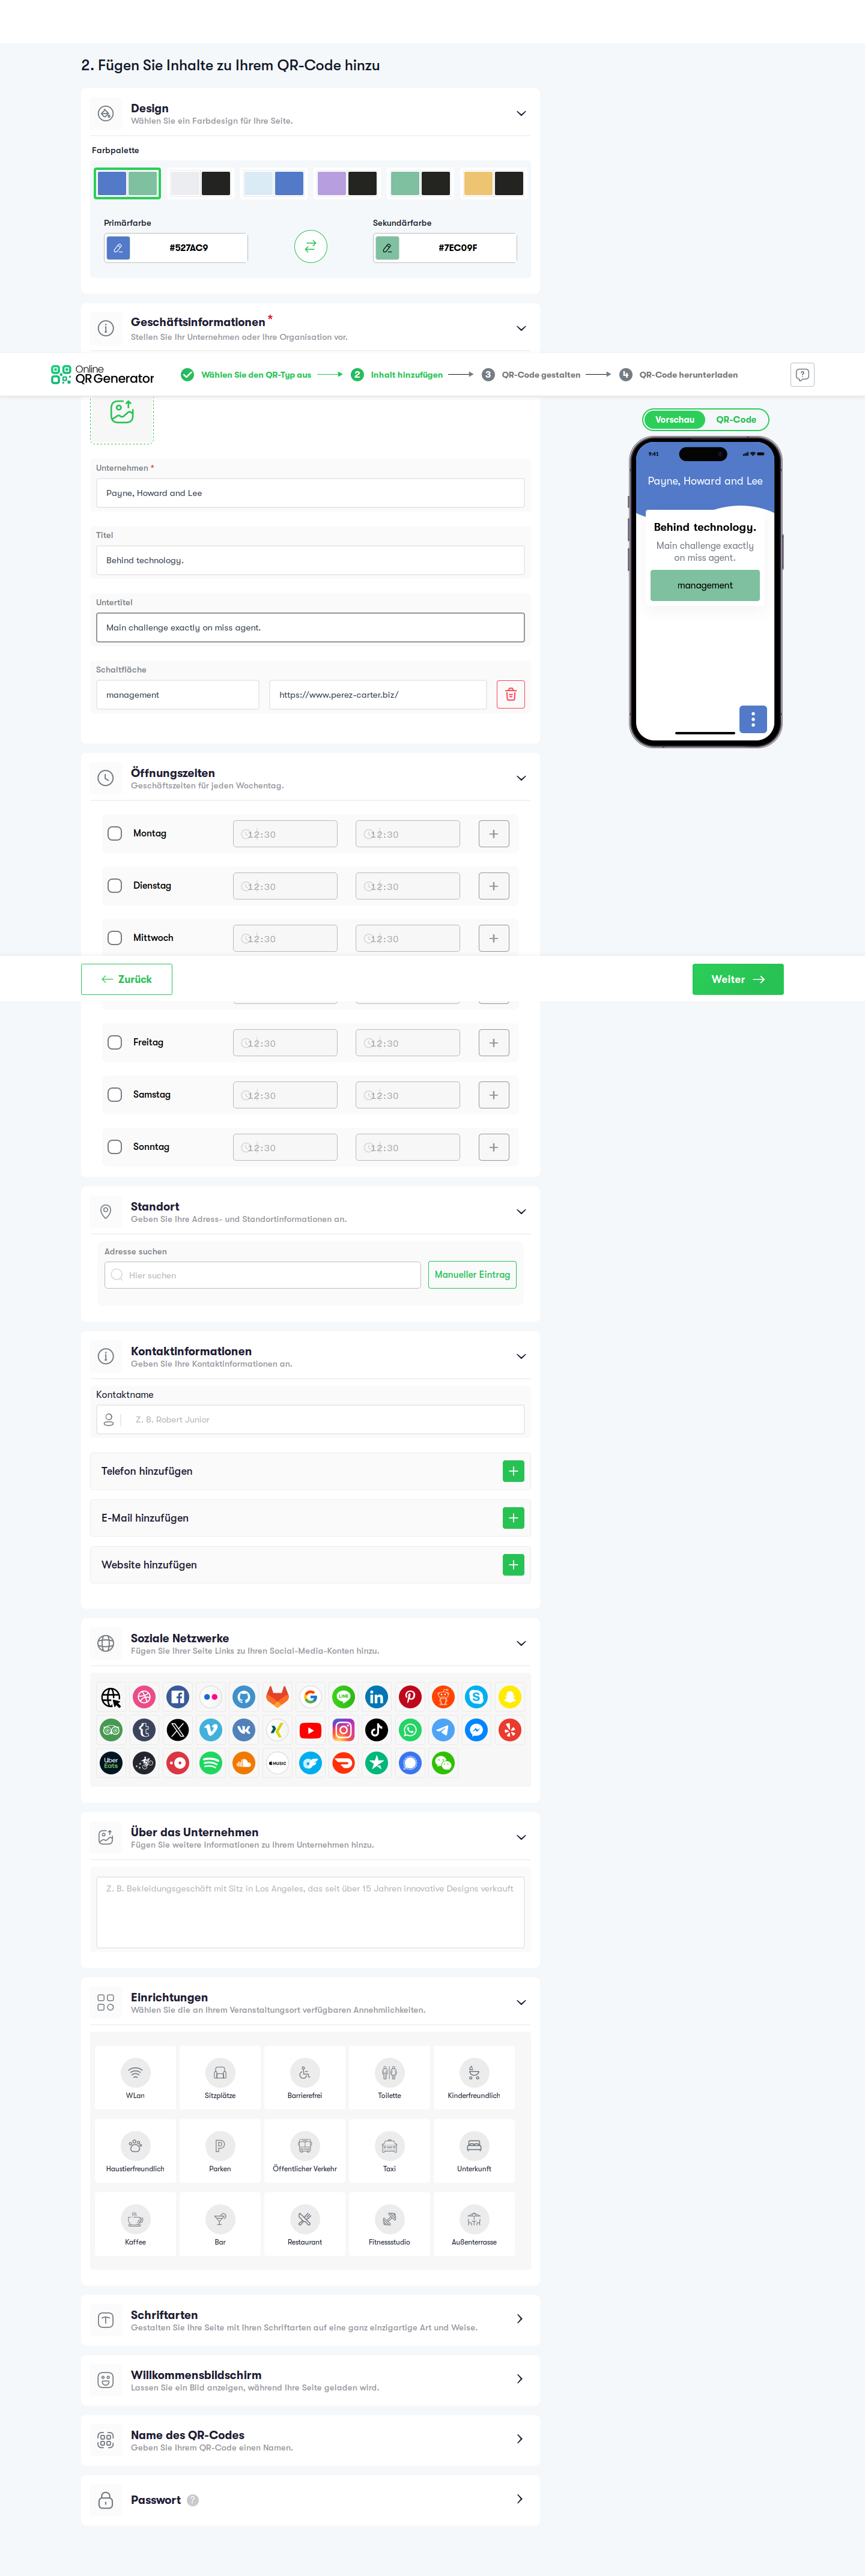 2. Fügen Sie Inhalte zu Ihrem QR-Code hinzu
Design
Wählen Sie ein Farbdesign für Ihre Seite.
Farbpalette
Primärfarbe
Sekundärfarbe
#527AC9
#7EC09F
Geschäftsinformationen *
Stellen Sie Ihr Unternehmen oder Ihre Organisation vor.
Online
QR Generator
Wählen Sie den QR-Typ aus
2 Inhalt hinzufügen
3 QR-Code gestalten
4 QR-Code herunterladen
Vorschau
QR-Code
9:41
Payne, Howard and Lee
Behind technology.
Main challenge exactly
on miss agent.
management
Unternehmen *
Payne, Howard and Lee
Titel
Behind technology.
Untertitel
Main challenge exactly on miss agent.
Schaltfläche
management
https://www.perez-carter.biz/
Öffnungszeiten
Geschäftszeiten für jeden Wochentag.
Montag 12:30 12:30 +
Dienstag 12:30 12:30 +
Mittwoch 12:30 12:30 +
Zurück
Weiter
Freitag 12:30 12:30 +
Samstag 12:30 12:30 +
Sonntag 12:30 12:30 +
Standort
Geben Sie Ihre Adress- und Standortinformationen an.
Adresse suchen
Hier suchen
Manueller Eintrag
Kontaktinformationen
Geben Sie Ihre Kontaktinformationen an.
Kontaktname
Z. B. Robert Junior
Telefon hinzufügen
E-Mail hinzufügen
Website hinzufügen
Soziale Netzwerke
Fügen Sie Ihrer Seite Links zu Ihren Social-Media-Konten hinzu.
LINE
Uber
Eats
MUSIC
Über das Unternehmen
Fügen Sie weitere Informationen zu Ihrem Unternehmen hinzu.
Z. B. Bekleidungsgeschäft mit Sitz in Los Angeles, das seit über 15 Jahren innovative Designs verkauft
Einrichtungen
Wählen Sie die an Ihrem Veranstaltungsort verfügbaren Annehmlichkeiten.
WLan
Sitzplätze
Barrierefrei
Toilette
Kinderfreundlich
Haustierfreundlich
Parken
Öffentlicher Verkehr
Taxi
Unterkunft
Kaffee
Bar
Restaurant
Fitnessstudio
Außenterrasse
Schriftarten
Gestalten Sie Ihre Seite mit Ihren Schriftarten auf eine ganz einzigartige Art und Weise.
Willkommensbildschirm
Lassen Sie ein Bild anzeigen, während Ihre Seite geladen wird.
Name des QR-Codes
Geben Sie Ihrem QR-Code einen Namen.
Passwort ?